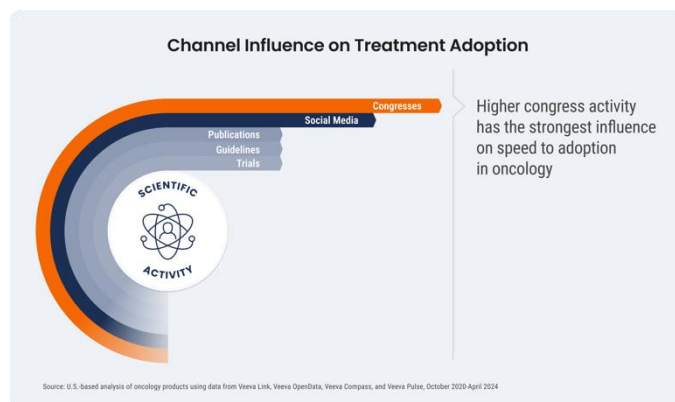 Channel Influence on Treatment Adoption
Congresses
Social Media
Publications
Guidelines
Trials
SCIENTIFIC
ACTIVITY
Higher congress activity
has the strongest influence
on speed to adoption
in oncology
Source: U.S.-based analysis of oncology products using data from Veeva Link, Veeva OpenData, Veeva Compass, and Veeva Pulse, October 2020-April 2024